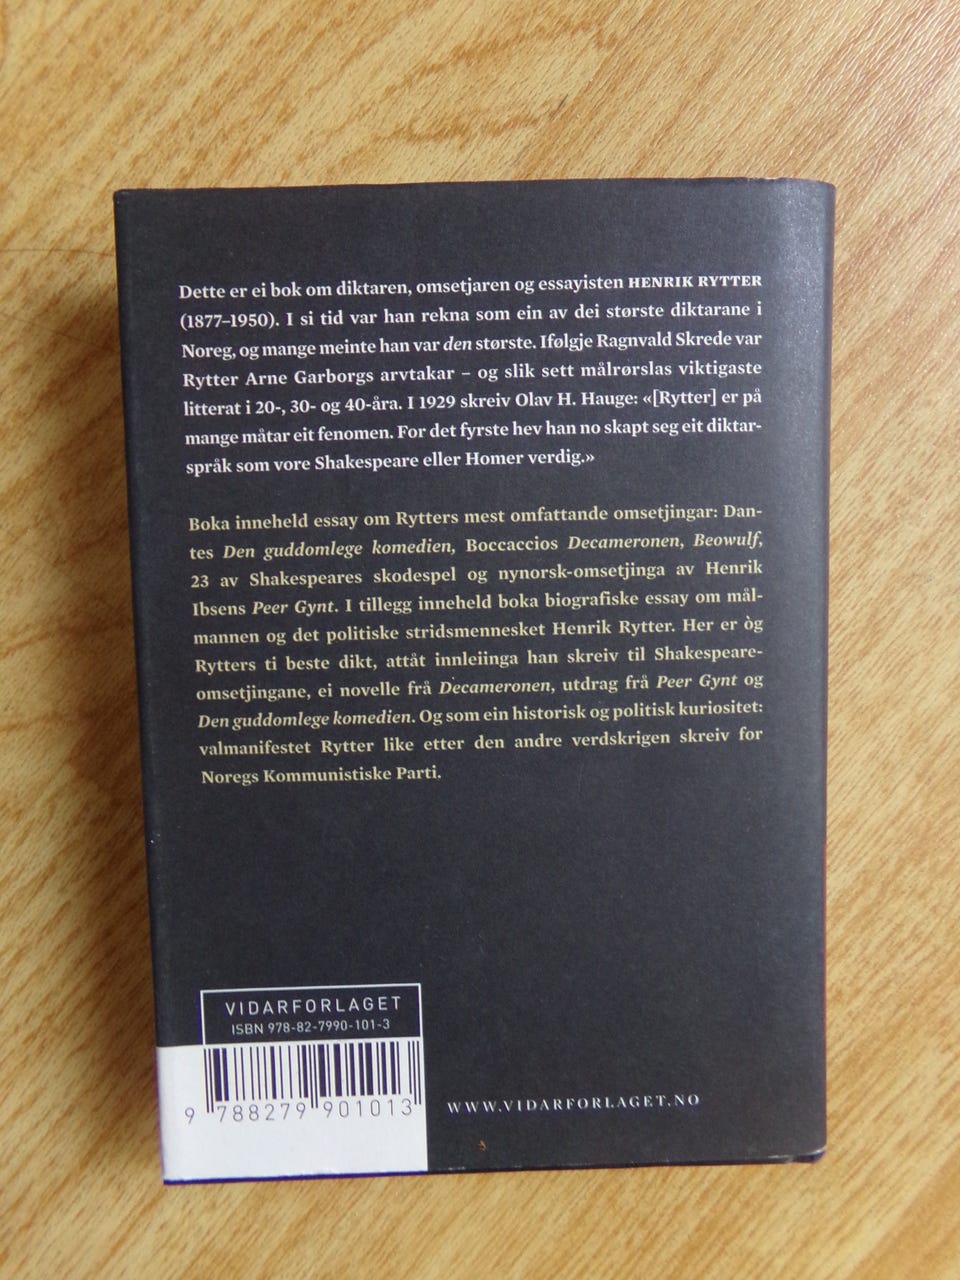 Dette er ei bok om diktaren, omsetjaren og essayisten HENRIK RYTTER
(1877–1950). I si tid var han rekna som ein av dei største diktarane i
Noreg, og mange meinte han var den største. Ifølgje Ragnvald Skrede var
Rytter Arne Garborgs arvtakar – og slik sett målrørslas viktigaste
litterat i 20-, 30- og 40-åra. I 1929 skreiv Olav H. Hauge: «[Rytter] er på
mange måtar eit fenomen. For det fyrste hev han no skapt seg eit diktar-
språk som vore Shakespeare eller Homer verdig.»
Boka inneheld essay om Rytters mest omfattande omsetjingar: Dan-
tes Den guddomlege komedien, Boccaccios Decameronen, Beowulf,
23 av Shakespeares skodespel og nynorsk-omsetjinga av Henrik
Ibsens Peer Gynt. I tillegg inneheld boka biografiske essay om mål-
mannen og det politiske stridsmennesket Henrik Rytter. Her er òg
Rytters ti beste dikt, attåt innleiinga han skreiv til Shakespeare-
omsetjingane, ei novelle frå Decameronen, utdrag frå Peer Gynt og
Den guddomlege komedien. Og som ein historisk og politisk kuriositet:
valmanifestet Rytter like etter den andre verdskrigen skreiv for
Noregs Kommunistiske Parti.
VIDARFORLAGET
ISBN 978-82-7990-101-3
9 788279 901013
WWW.VIDARFORLAGET.NO